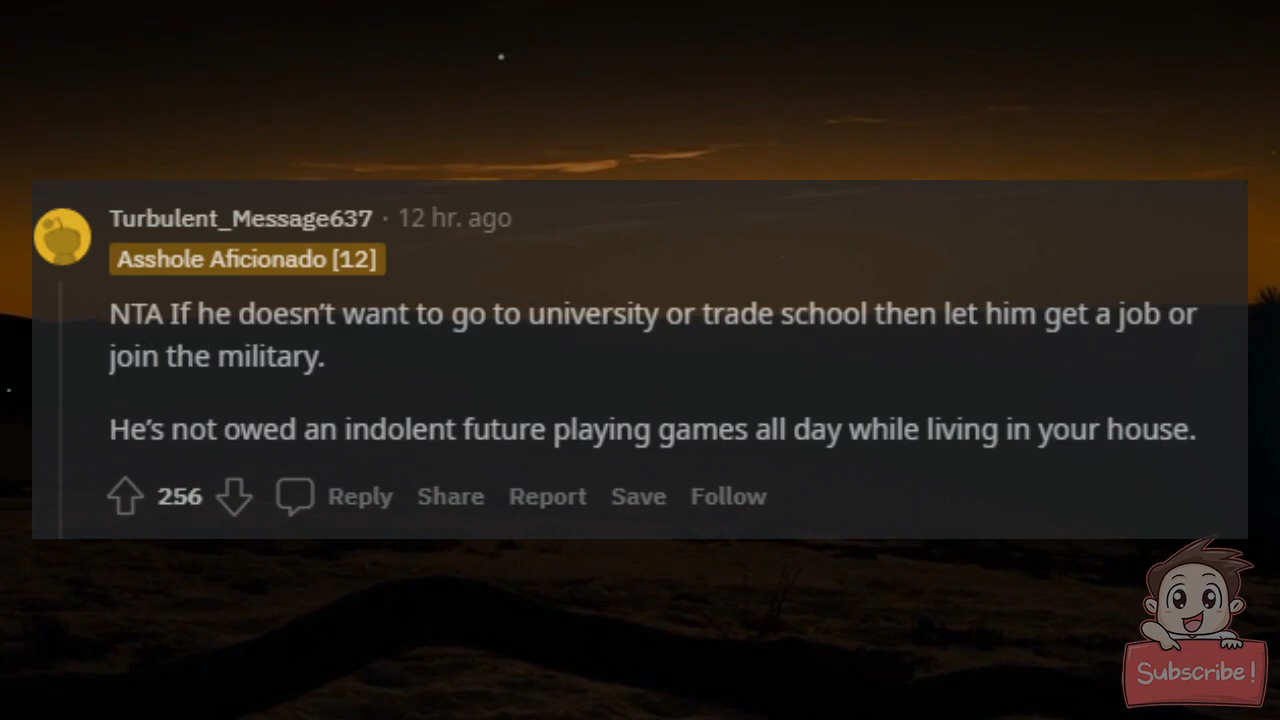 Turbulent_Message637 · 12 hr. ago
Asshole Aficionado [12]
NTA If he doesn’t want to go to university or trade school then let him get a job or
join the military.
He’s not owed an indolent future playing games all day while living in your house.
256 Reply Share Report Save Follow
Subscribe!